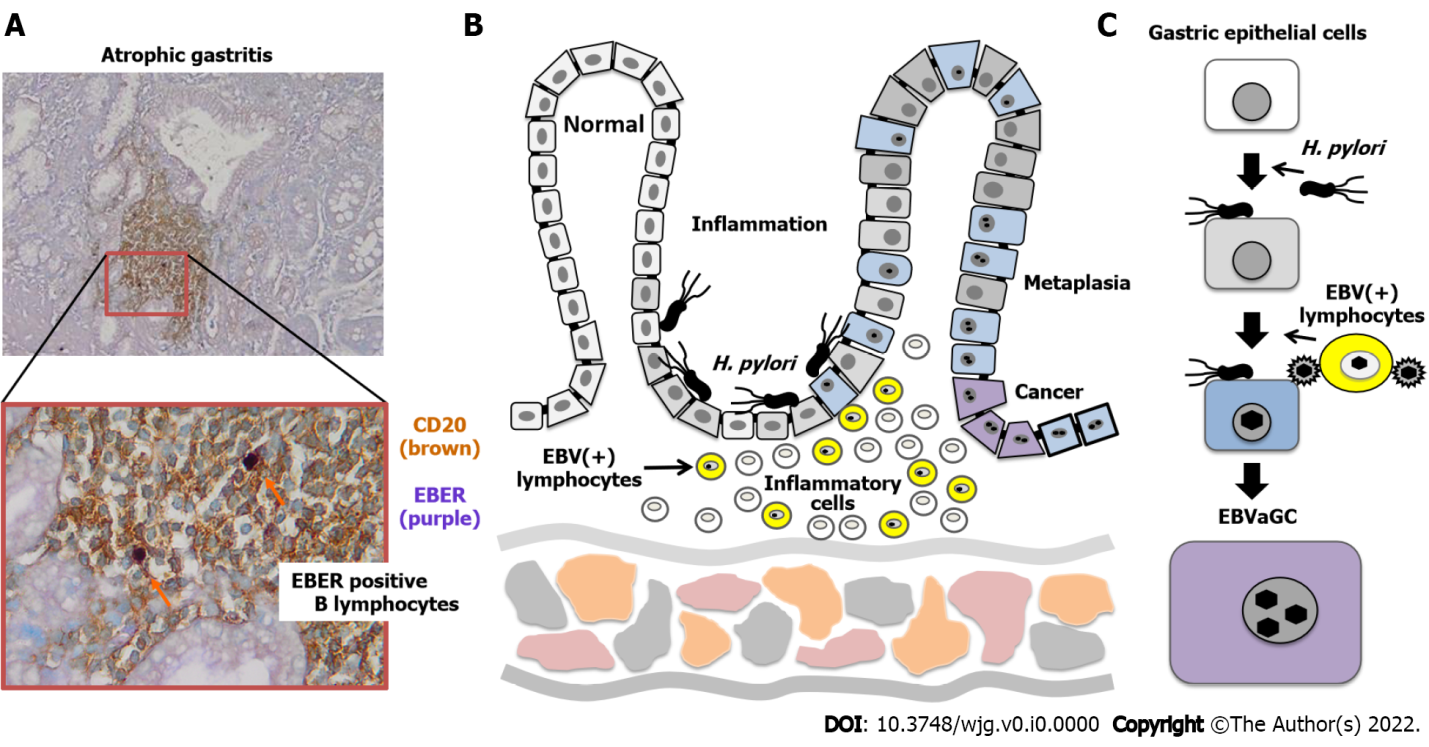 A
Atrophic gastritis
CD20
(brown)
EBER
(purple)
EBER positive
B lymphocytes
B
Normal
Inflammation
H. pylori
Metaplasia
Cancer
EBV(+)
lymphocytes
Inflammatory
cells
C
Gastric epithelial cells
H. pylori
EBV(+)
lymphocytes
EBVaGC
DOI: 10.3748/wjg.v0.i0.0000 Copyright ©The Author(s) 2022.